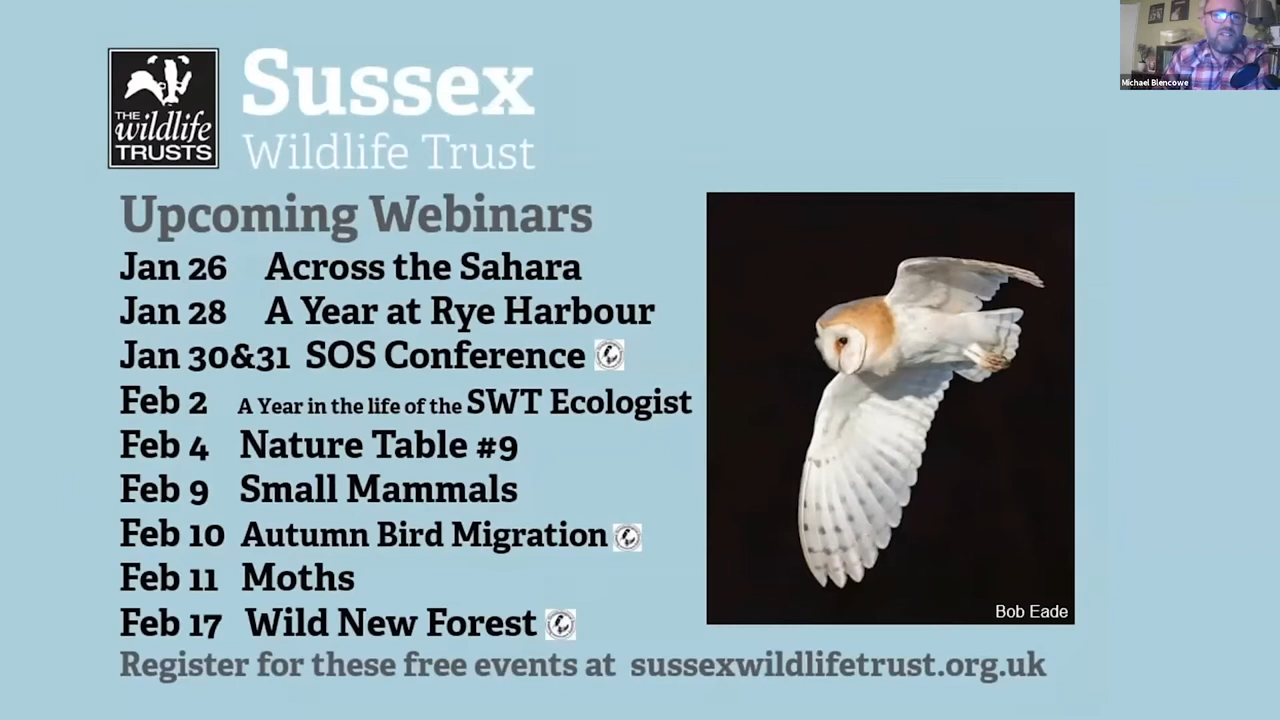 THE
wildlife
TRUSTS
Sussex
Wildlife Trust
Michael Blencowe
Upcoming Webinars
Jan 26 Across the Sahara
Jan 28 A Year at Rye Harbour
Jan 30&31 SOS Conference
Feb 2 A Year in the life of the SWT Ecologist
Feb 4 Nature Table #9
Feb 9 Small Mammals
Feb 10 Autumn Bird Migration
Feb 11 Moths
Feb 17 Wild New Forest
Bob Eade
Register for these free events at sussexwildlifetrust.org.uk